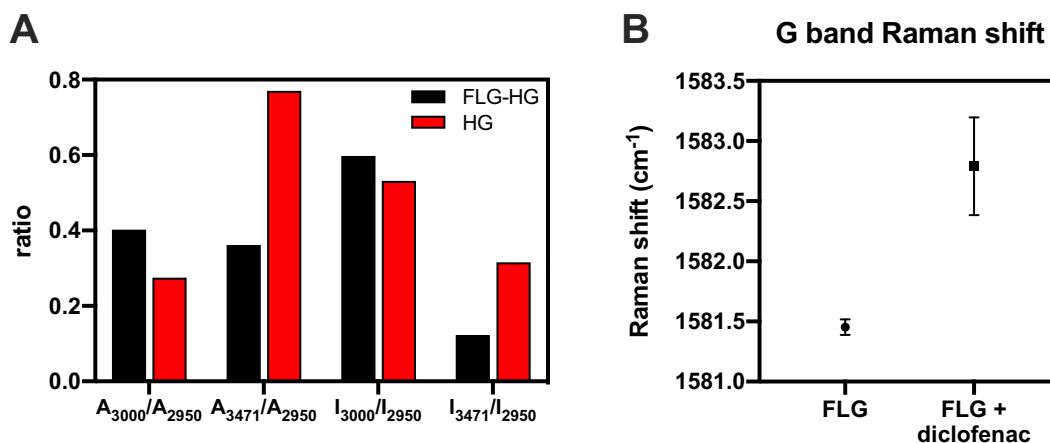 A
0.8
0.6
0.4
0.2
0.0
ratio
FLG-HG
HG
A3000/A2950
A3471/A2950
I3000/I2950
I3471/I2950
B
G band Raman shift
1583.5
1583.0
1582.5
1582.0
1581.5
1581.0
Raman shift (cm-1)
FLG
FLG +
diclofenac